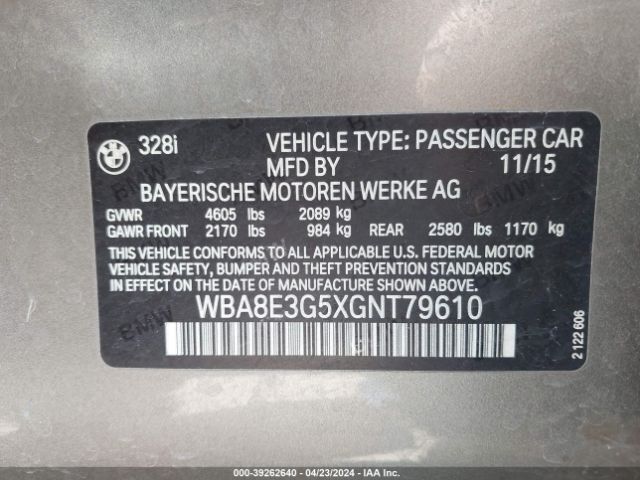 328i VEHICLE TYPE: PASSENGER CAR
MFD BY 11/15
BAYERISCHE MOTOREN WERKE AG
GVWR 4605 lbs 2089 kg
GAWR FRONT 2170 lbs 984 kg REAR 2580 lbs 1170 kg
THIS VEHICLE CONFORMS TO ALL APPLICABLE U.S. FEDERAL MOTOR
VEHICLE SAFETY, BUMPER AND THEFT PREVENTION STANDARDS
IN EFFECT ON THE DATE OF MANUFACTURE SHOWN ABOVE.
WBA8E3G5XGNT79610
2 122 606
000-39262640 - 04/23/2024 - IAA Inc.